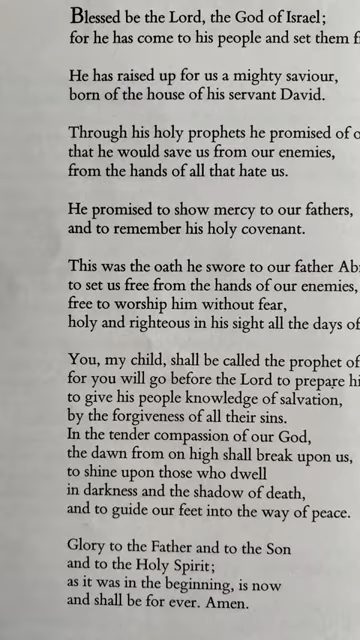 Blessed be the Lord, the God of Israel;
for he has come to his people and set them
He has raised up for us a mighty saviour,
born of the house of his servant David.
Through his holy prophets he promised of
that he would save us from our enemies,
from the hands of all that hate us.
He promised to show mercy to our fathers,
and to remember his holy covenant.
This was the oath he swore to our father
to set us free from the hands of our enemies,
free to worship him without fear,
holy and righteous in his sight all the days of
You, my child, shall be called the prophet of
for you will go before the Lord to prepare
to give his people knowledge of salvation,
by the forgiveness of all their sins.
In the tender compassion of our God,
the dawn from on high shall break upon us,
to shine upon those who dwell
in darkness and the shadow of death,
and to guide our feet into the way of peace.
Glory to the Father and to the Son
and to the Holy Spirit;
as it was in the beginning, is now
and shall be for ever. Amen.